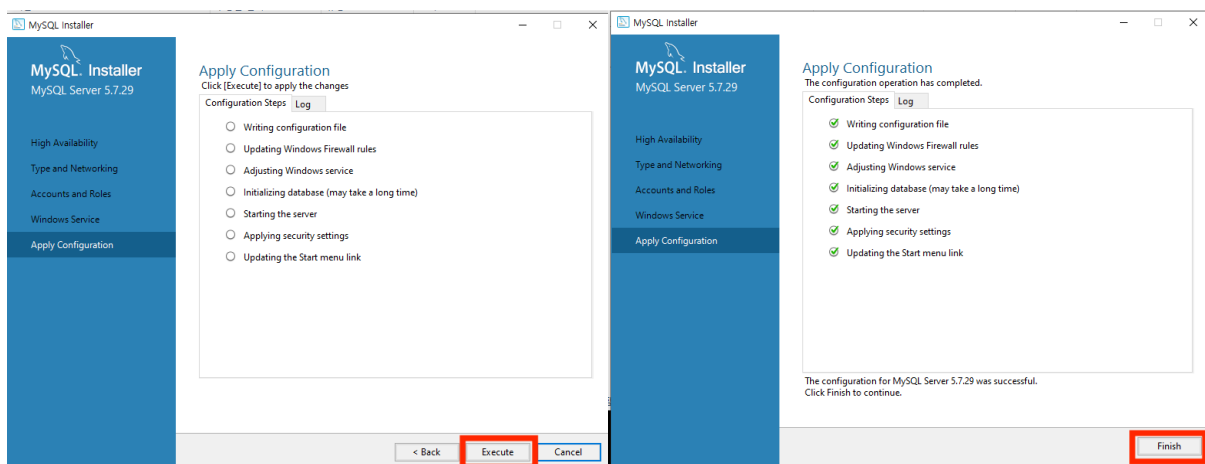 MySQL Installer
MySQL. Installer
MySQL Server 5.7.29
High Availability
Type and Networking
Accounts and Roles
Windows Service
Apply Configuration
Apply Configuration
Click [Execute] to apply the changes
Configuration Steps Log
Writing configuration file
Updating Windows Firewall rules
Adjusting Windows service
Initializing database (may take a long time)
Starting the server
Applying security settings
Updating the Start menu link
< Back Execute Cancel
MySQL Installer
MySQL. Installer
MySQL Server 5.7.29
High Availability
Type and Networking
Accounts and Roles
Windows Service
Apply Configuration
Apply Configuration
The configuration operation has completed.
Configuration Steps Log
Writing configuration file
Updating Windows Firewall rules
Adjusting Windows service
Initializing database (may take a long time)
Starting the server
Applying security settings
Updating the Start menu link
The configuration for MySQL Server 5.7.29 was successful.
Click Finish to continue.
Finish